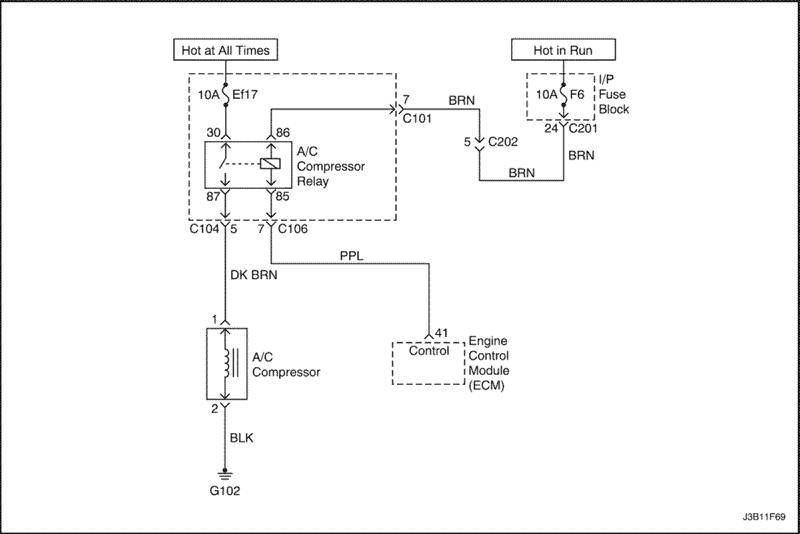 Hot at All Times
Hot in Run
10A Ef17
10A F6
I/P
Fuse
Block
7
BRN
C101
24 C201
30
86
5 C202
BRN
A/C
Compressor
Relay
BRN
87
85
C104 5
7 C106
PPL
DK BRN
1
41
Control
Engine
Control
Module
(ECM)
A/C
Compressor
2
BLK
G102
J3B11F69